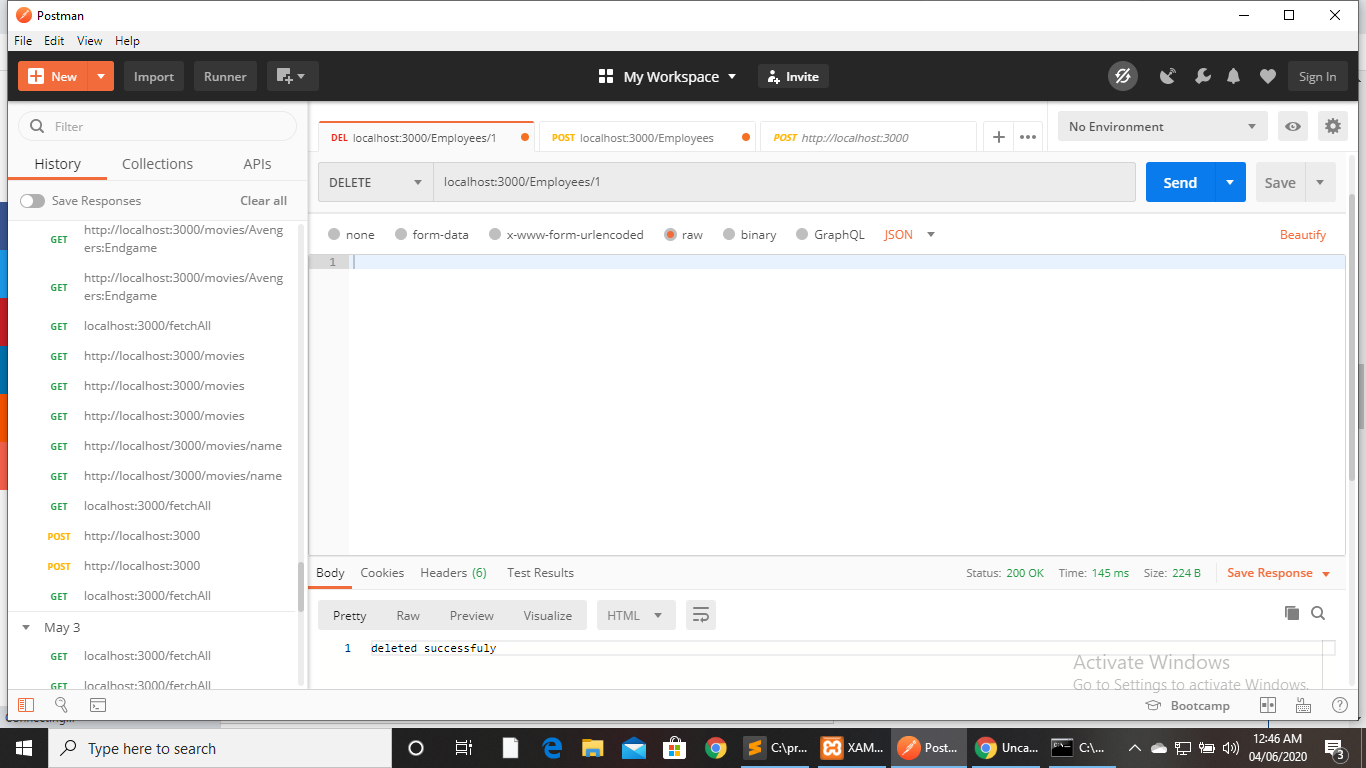 Postman
File Edit View Help
New Import Runner My Workspace Invite Sign In
Filter
History Collections APIs
Save Responses Clear all
GET http://localhost:3000/movies/Aveng
ers:Endgame
GET http://localhost:3000/movies/Aveng
ers:Endgame
GET localhost:3000/fetchAll
GET http://localhost:3000/movies
GET http://localhost:3000/movies
GET http://localhost:3000/movies
GET http://localhost/3000/movies/name
GET http://localhost/3000/movies/name
GET localhost:3000/fetchAll
POST http://localhost:3000
POST http://localhost:3000
GET localhost:3000/fetchAll
May 3
GET localhost:3000/fetchAll
GET localhost:3000/fetchAll
DEL localhost:3000/Employees/1 POST localhost:3000/Employees POST http://localhost:3000 No Environment
DELETE localhost:3000/Employees/1 Send Save
none form-data x-www-form-urlencoded raw binary GraphQL JSON Beautify
1
Body Cookies Headers (6) Test Results Status: 200 OK Time: 145 ms Size: 224 B Save Response
Pretty Raw Preview Visualize HTML
1 deleted successfuly
Activate Windows
Go to Settings to activate Windows.
Bootcamp
Connecting...
Type here to search C:\pr... XAM... Post... Unca... C:\... 12:46 AM
04/06/2020
3